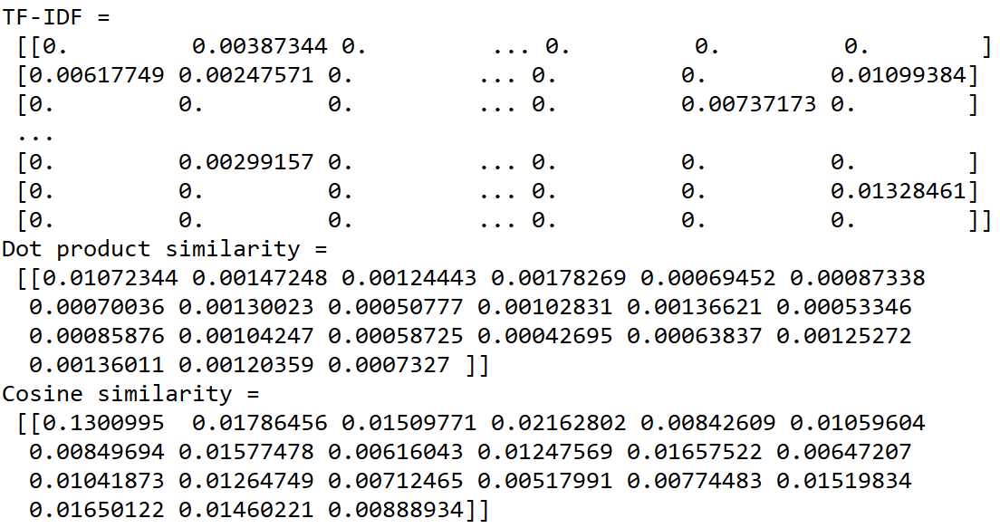 TF-IDF =
[[0. 0.00387344 0. ... 0. 0. 0. ]
[0.00617749 0.00247571 0. ... 0. 0. 0.01099384]
[0. 0. 0. ... 0. 0.00737173 0. ]
...
[0. 0.00299157 0. ... 0. 0. 0. ]
[0. 0. 0. ... 0. 0. 0.01328461]
[0. 0. 0. ... 0. 0. 0. ]]
Dot product similarity =
[[0.01072344 0.00147248 0.00124443 0.00178269 0.00069452 0.00087338
0.00070036 0.00130023 0.00050777 0.00102831 0.00136621 0.00053346
0.00085876 0.00104247 0.00058725 0.00042695 0.00063837 0.00125272
0.00136011 0.00120359 0.0007327 ]]
Cosine similarity =
[[0.1300995 0.01786456 0.01509771 0.02162802 0.00842609 0.01059604
0.00849694 0.01577478 0.00616043 0.01247569 0.01657522 0.00647207
0.01041873 0.01264749 0.00712465 0.00517991 0.00774483 0.01519834
0.01650122 0.01460221 0.00888934]]